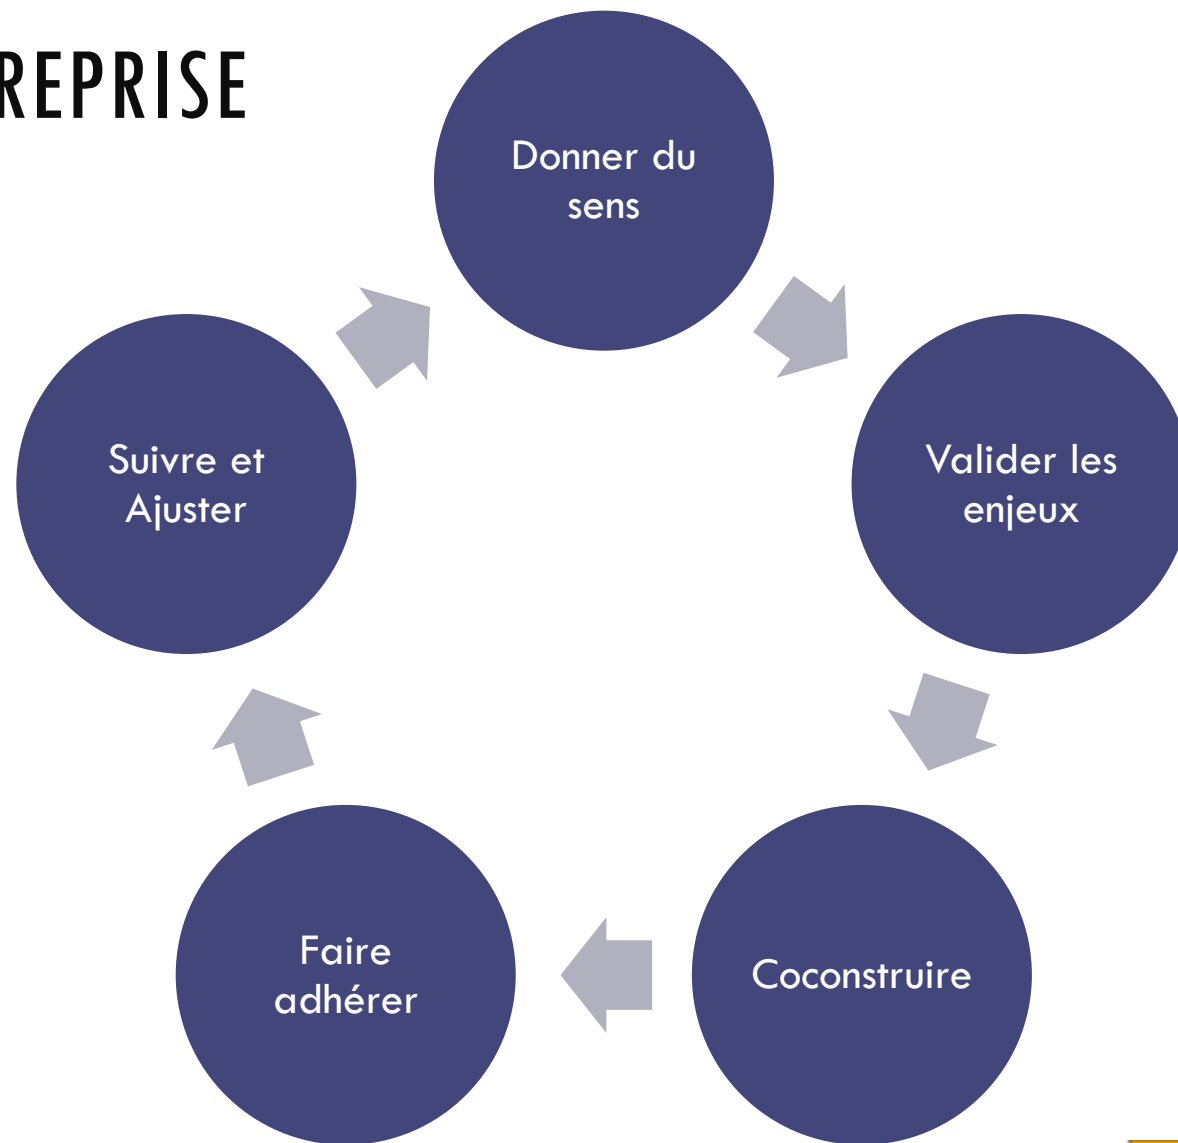 REPRISE
Donner du
sens
Valider les
enjeux
Coconstruire
Faire
adhérer
Suivre et
Ajuster